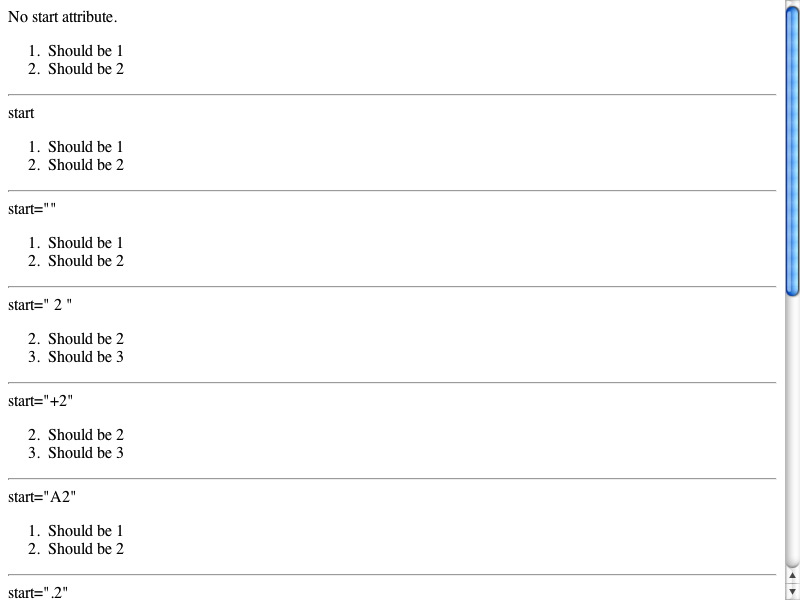 No start attribute.
1. Should be 1
2. Should be 2
start
1. Should be 1
2. Should be 2
start=""
1. Should be 1
2. Should be 2
start=" 2 "
2. Should be 2
3. Should be 3
start="+2"
2. Should be 2
3. Should be 3
start="A2"
1. Should be 1
2. Should be 2
start=".2"